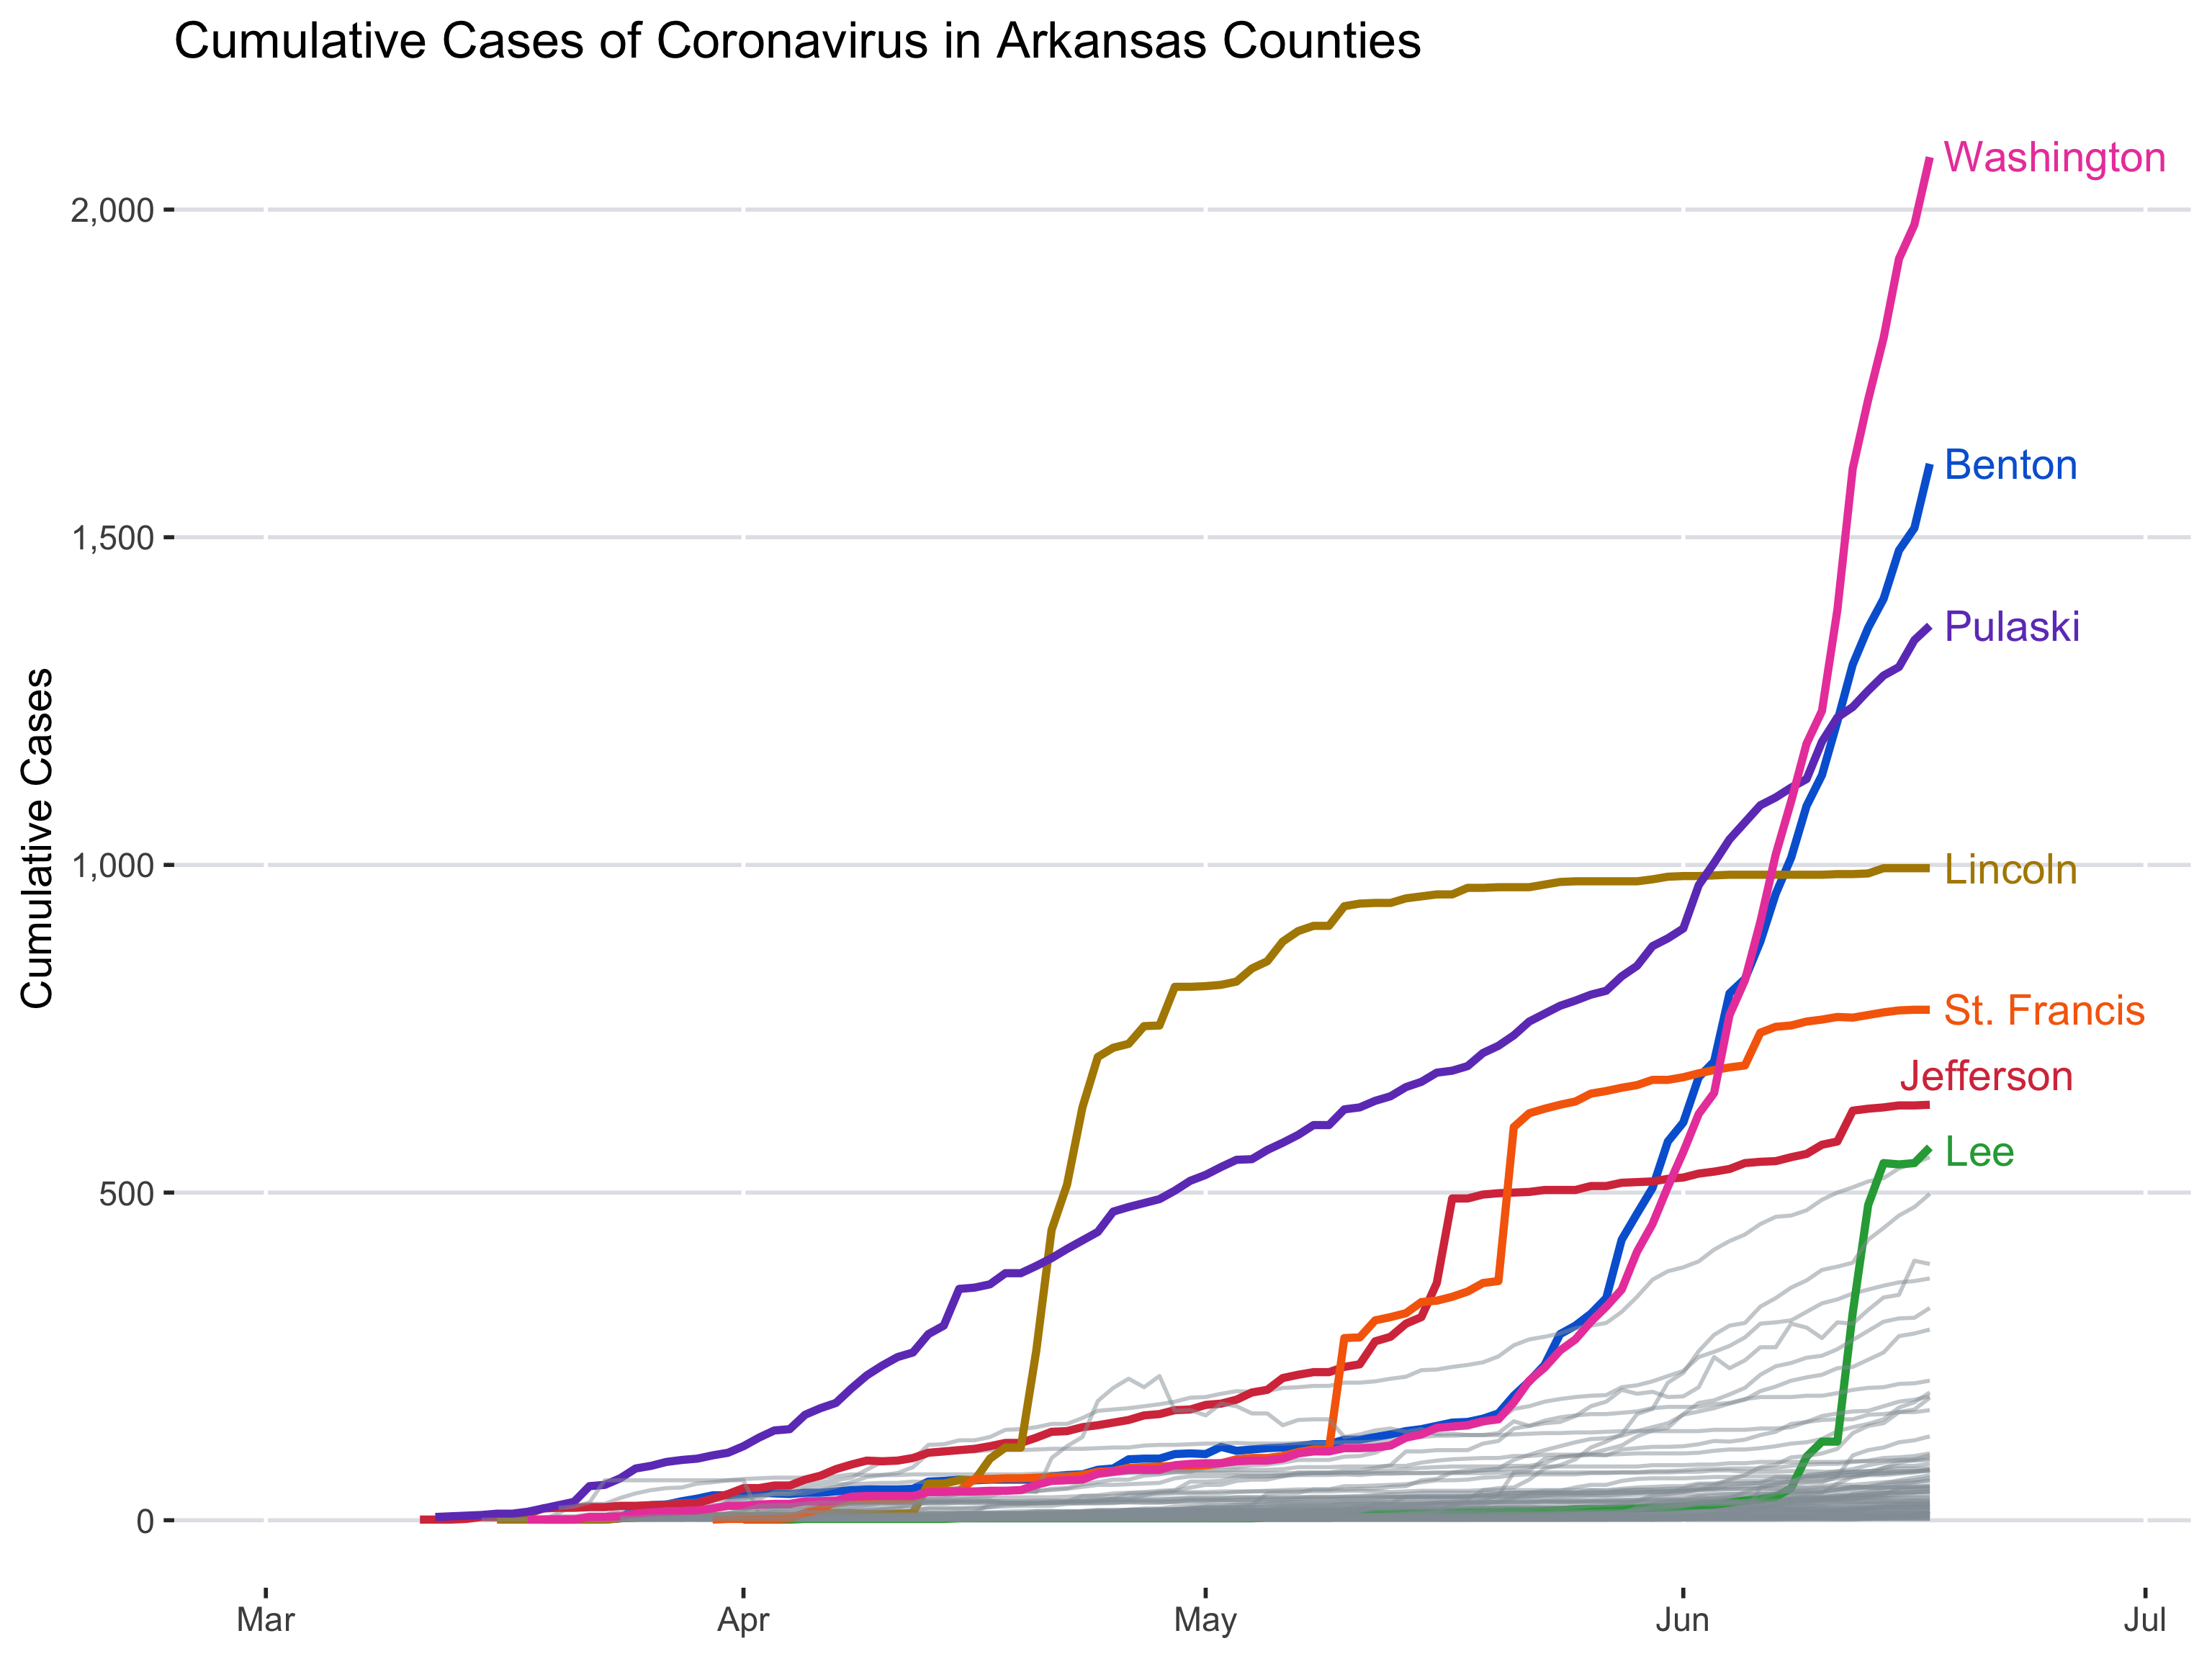 Cumulative Cases of Coronavirus in Arkansas Counties
Washington
2,000
Benton
1,500
Pulaski
Cumulative Cases
1,000
Lincoln
St. Francis
Jefferson
Lee
500
0
Mar
Apr
May
Jun
Jul